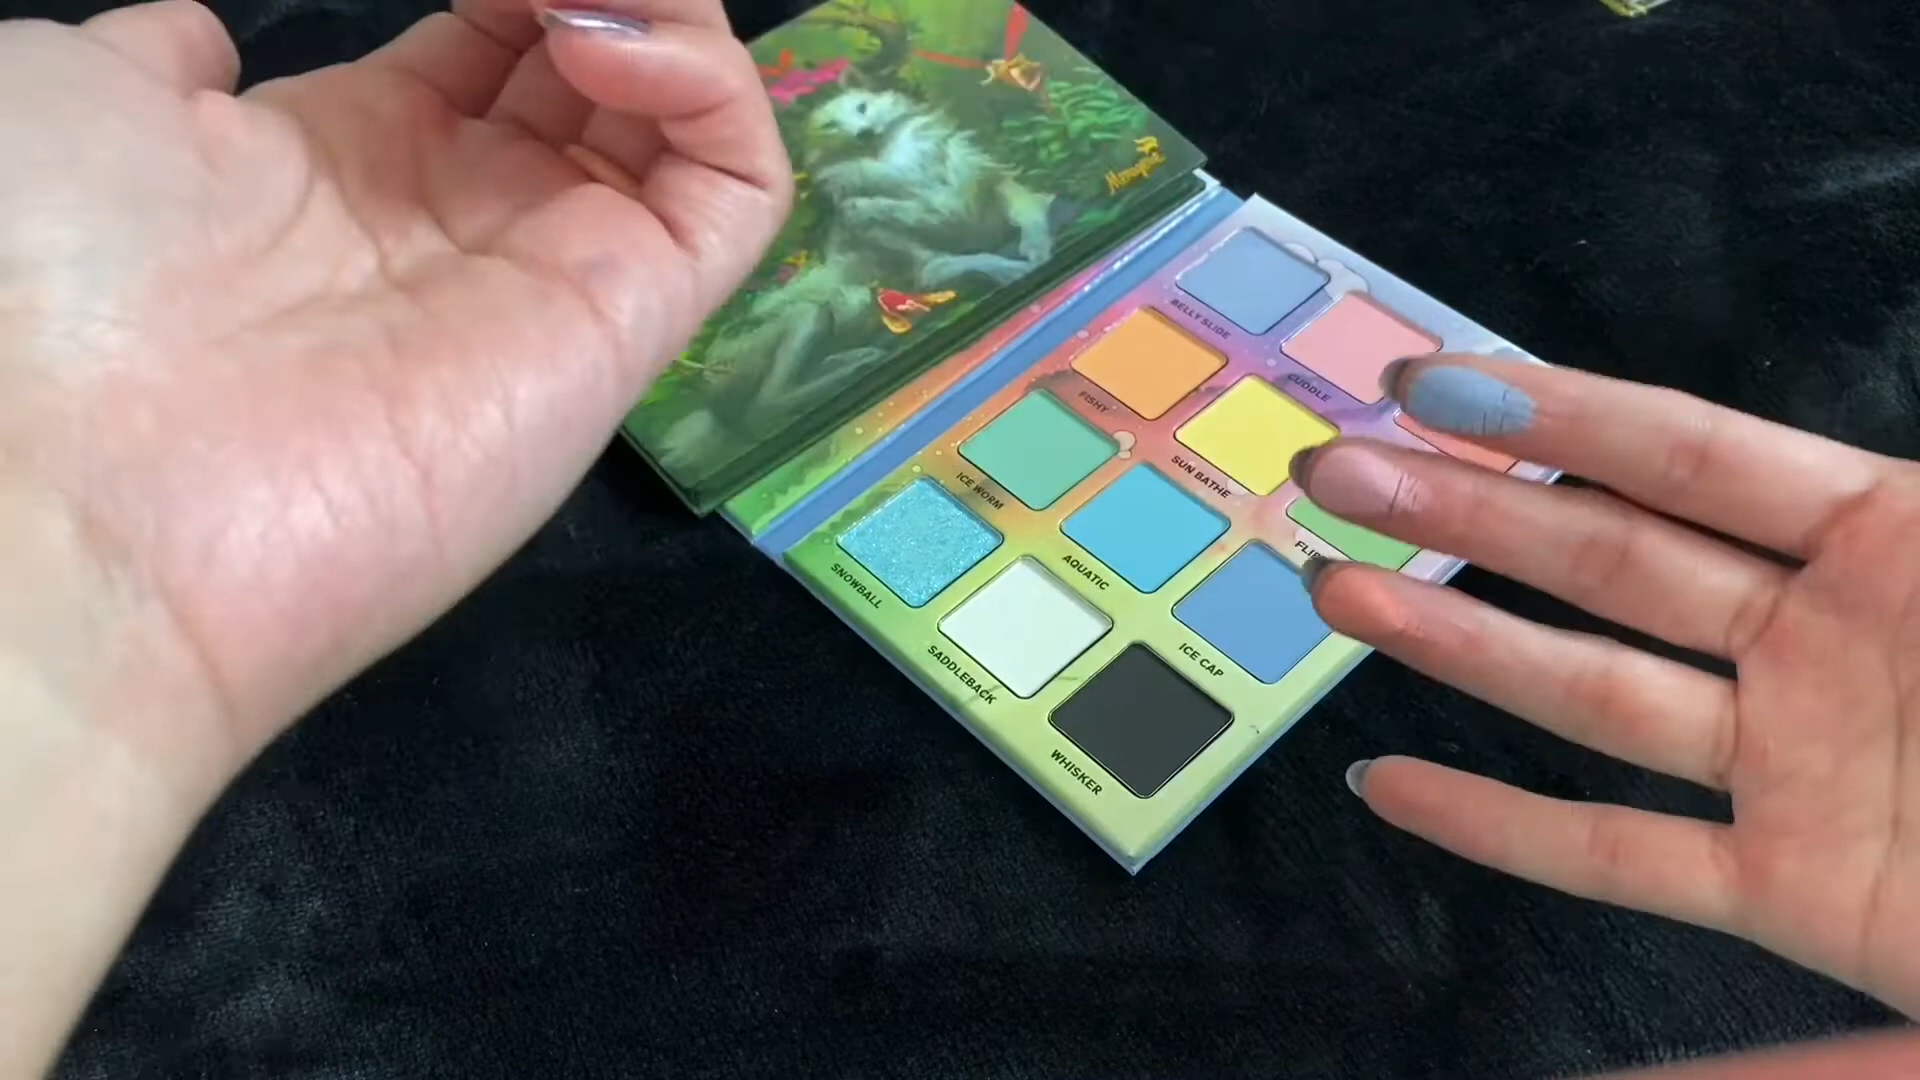 BELLY SLIDE
CUDDLE
FISHY
SUN BATHE
ICE WORM
AQUATIC
SNOWBALL
ICE CAP
SADDLEBACK
WHISKER